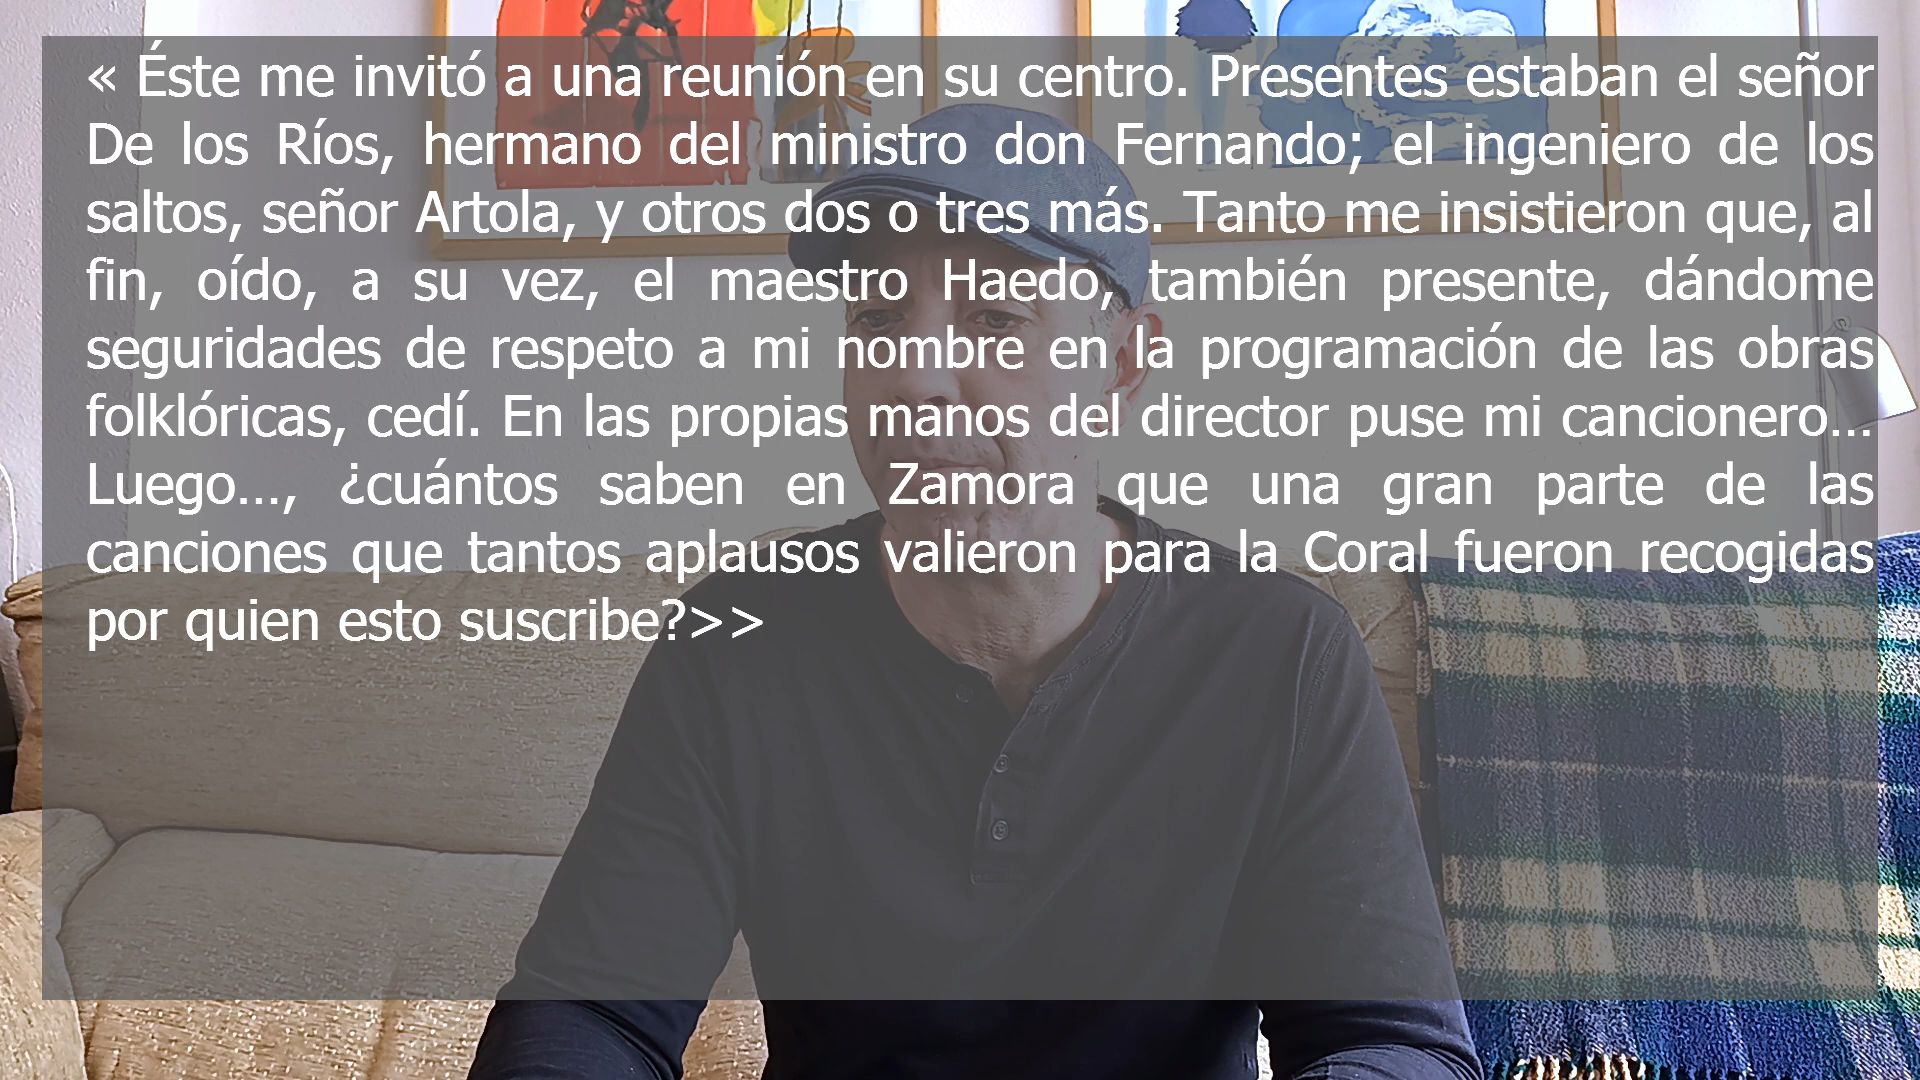 « Éste me invitó a una reunión en su centro. Presentes estaban el señor
De los Ríos, hermano del ministro don Fernando; el ingeniero de los
saltos, señor Artola, y otros dos o tres más. Tanto me insistieron que, al
fin, oído, a su vez, el maestro Haedo, también presente, dándome
seguridades de respeto a mi nombre en la programación de las obras
folklóricas, cedí. En las propias manos del director puse mi cancionero…
Luego…, ¿cuántos saben en Zamora que una gran parte de las
canciones que tantos aplausos valieron para la Coral fueron recogidas
por quien esto suscribe?>>